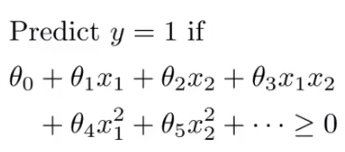 Predict y = 1 if
θ₀ + θ₁x₁ + θ₂x₂ + θ₃x₁x₂
+ θ₄x₁² + θ₅x₂² + ⋯ ≥ 0